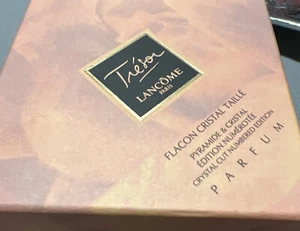 Trésor
LANCÔME
PARIS
FLACON CRISTAL TAILLÉ
PYRAMIDE & CRISTAL
ÉDITION NUMÉROTÉE
CRYSTAL CUT NUMBERED EDITION
PARFUM